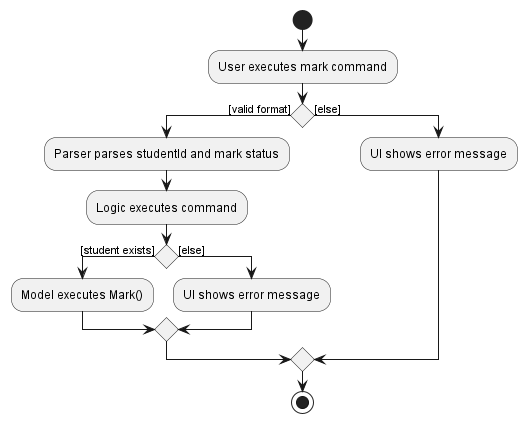 User executes mark command
[valid format]
[else]
Parser parses studentId and mark status
UI shows error message
Logic executes command
[student exists]
[else]
Model executes Mark()
UI shows error message